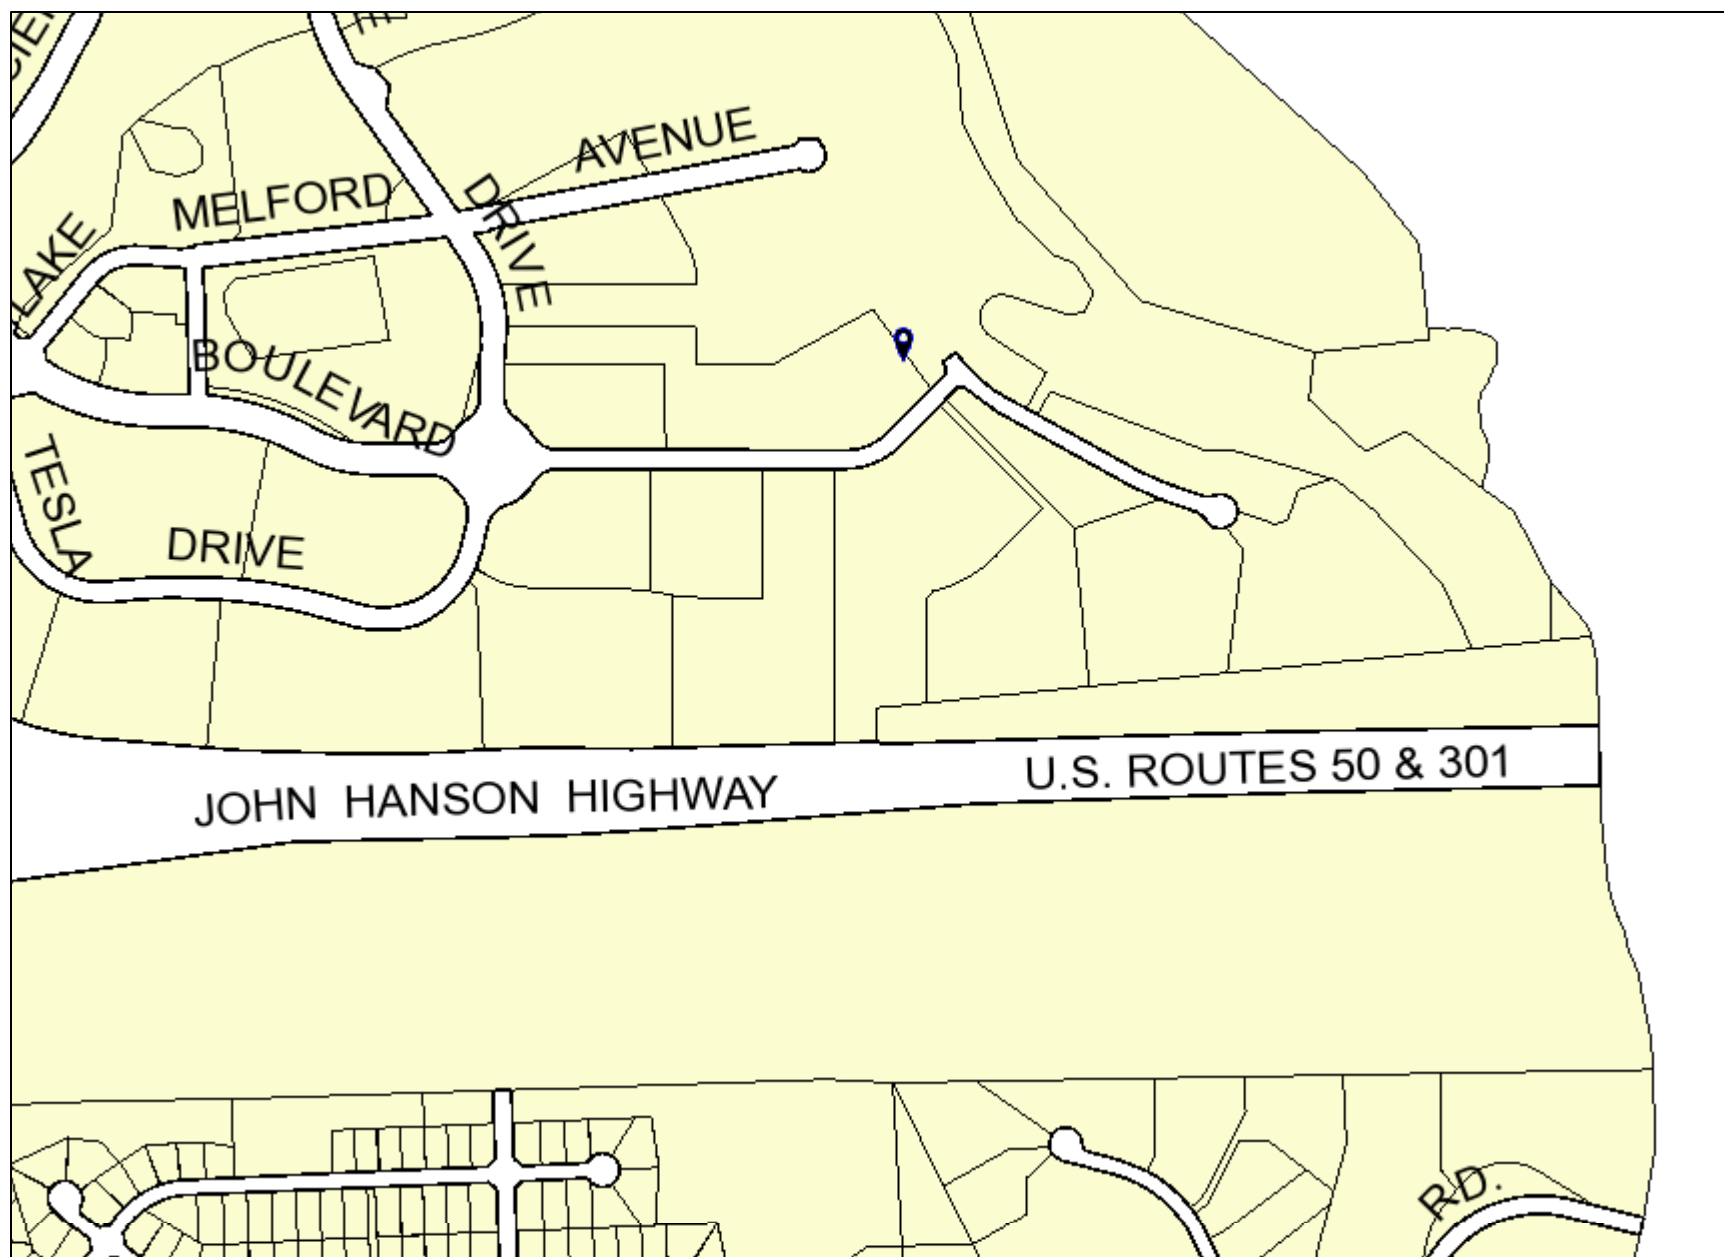 MELFORD AVENUE
DRIVE
LAKE
BOULEVARD
TESLA DRIVE
JOHN HANSON HIGHWAY
U.S. ROUTES 50 & 301
RD.